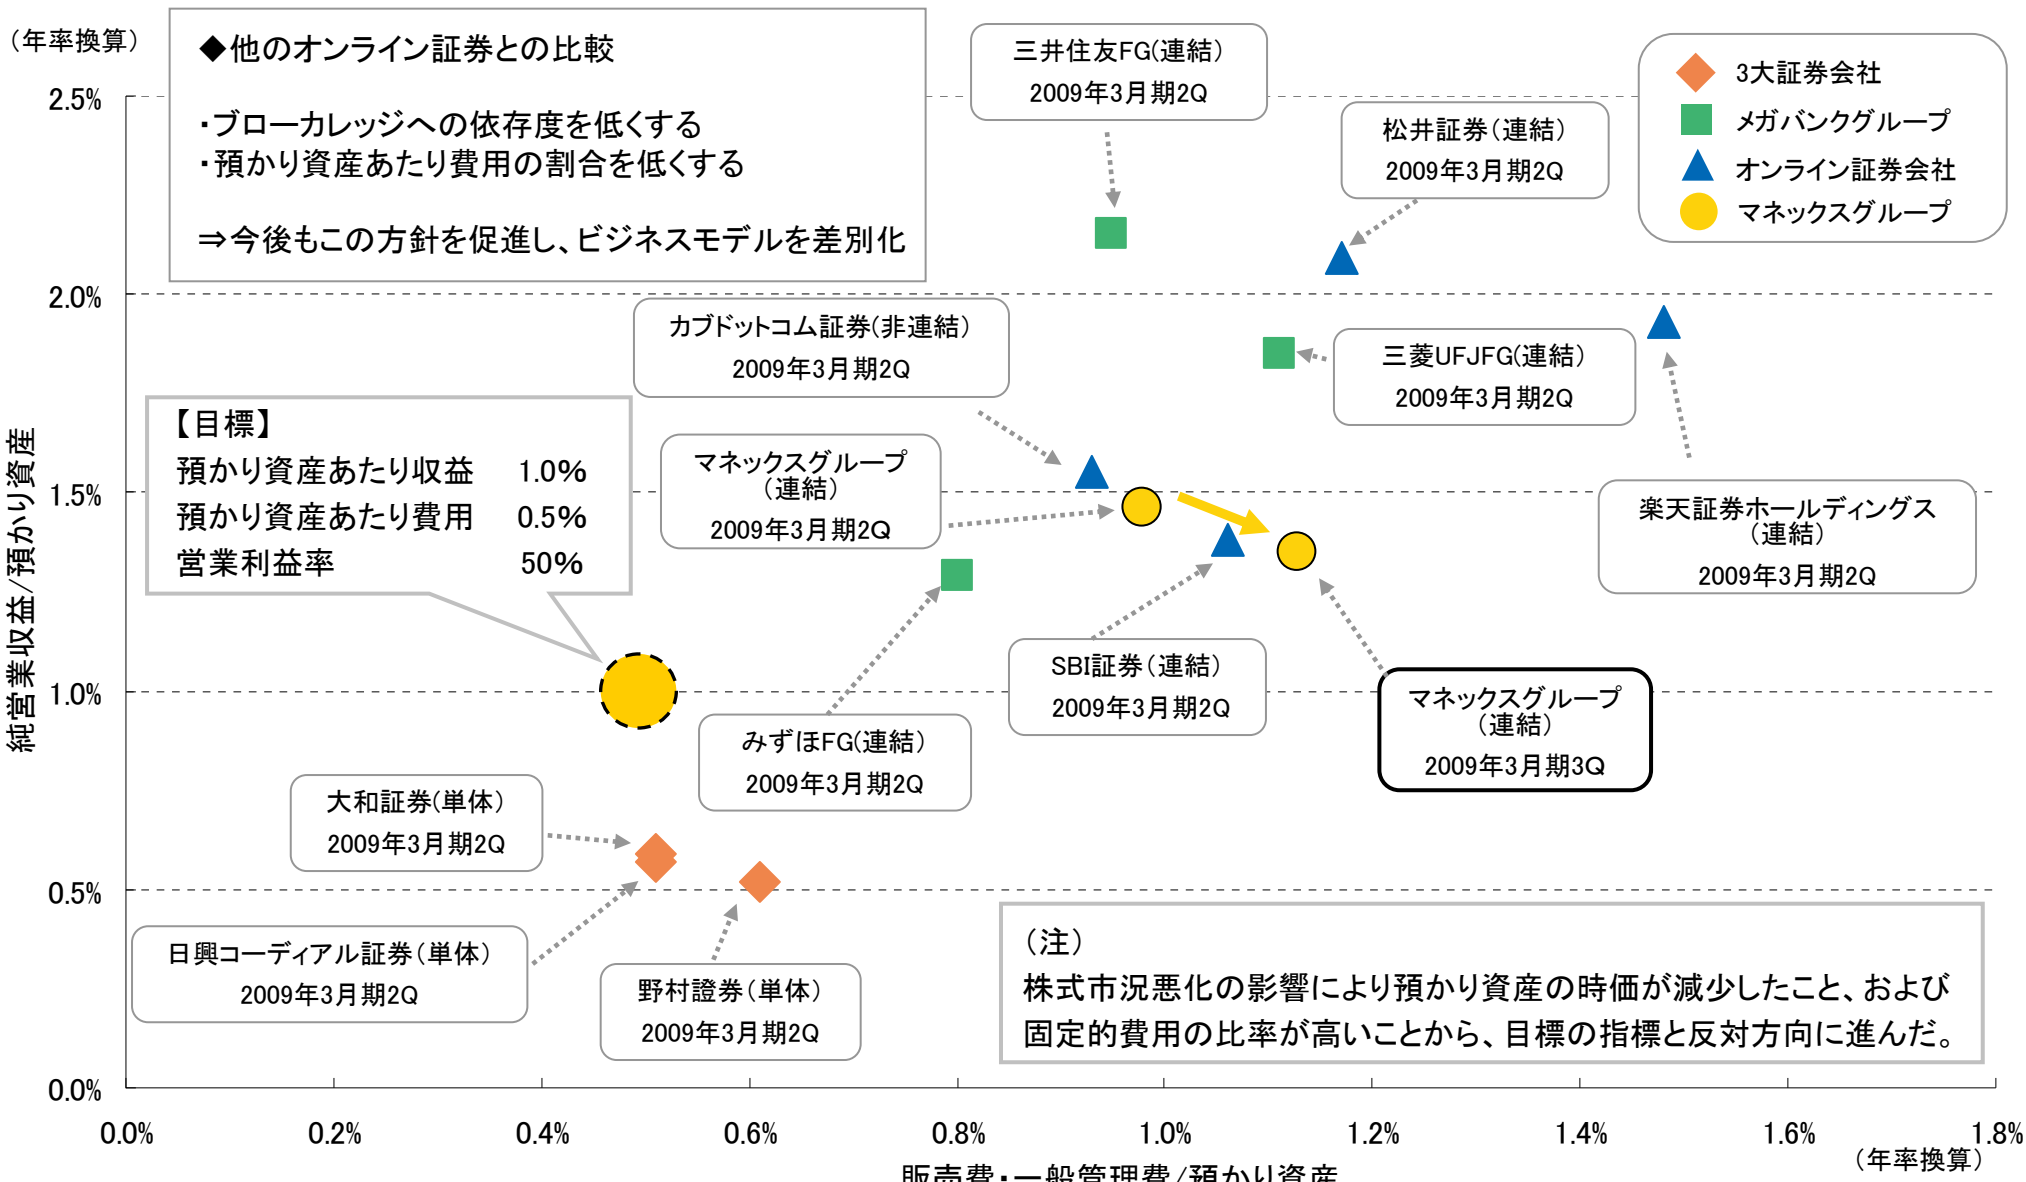 （年率換算）
◆他のオンライン証券との比較
・ブローカレッジへの依存度を低くする
・預かり資産あたり費用の割合を低くする
⇒今後もこの方針を促進し、ビジネスモデルを差別化
三井住友FG(連結)
2009年3月期2Q
松井証券(連結)
2009年3月期2Q
3大証券会社
メガバンクグループ
オンライン証券会社
マネックスグループ
2.5%
2.0%
1.5%
1.0%
0.5%
0.0%
純営業収益/預かり資産
カブドットコム証券(非連結)
2009年3月期2Q
三菱UFJFG(連結)
2009年3月期2Q
【目標】
預かり資産あたり収益 1.0%
預かり資産あたり費用 0.5%
営業利益率 50%
マネックスグループ
(連結)
2009年3月期2Q
楽天証券ホールディングス
(連結)
2009年3月期2Q
SBI証券(連結)
2009年3月期2Q
マネックスグループ
(連結)
2009年3月期3Q
みずほFG(連結)
2009年3月期2Q
大和証券(単体)
2009年3月期2Q
日興コーディアル証券(単体)
2009年3月期2Q
野村證券(単体)
2009年3月期2Q
（注）
株式市況悪化の影響により預かり資産の時価が減少したこと、および
固定的費用の比率が高いことから、目標の指標と反対方向に進んだ。
0.0% 0.2% 0.4% 0.6% 0.8% 1.0% 1.2% 1.4% 1.6% 1.8%
（年率換算）
販売費・一般管理費/預かり資産